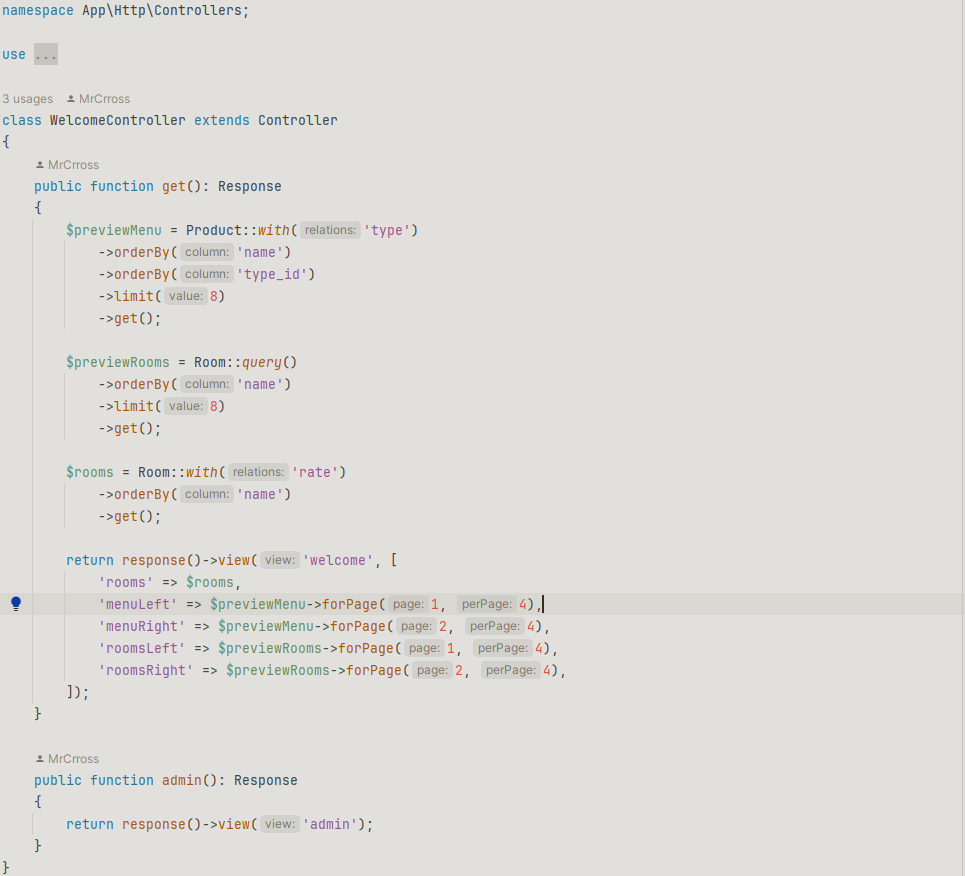 namespace App\Http\Controllers;
use ...
3 usages MrCrross
class WelcomeController extends Controller
{
MrCrross
public function get(): Response
{
$previewMenu = Product::with( relations: 'type')
->orderBy( column: 'name')
->orderBy( column: 'type_id')
->limit( value: 8)
->get();
$previewRooms = Room::query()
->orderBy( column: 'name')
->limit( value: 8)
->get();
$rooms = Room::with( relations: 'rate')
->orderBy( column: 'name')
->get();
return response()->view( view: 'welcome', [
'rooms' => $rooms,
'menuLeft' => $previewMenu->forPage( page: 1, perPage: 4),
'menuRight' => $previewMenu->forPage( page: 2, perPage: 4),
'roomsLeft' => $previewRooms->forPage( page: 1, perPage: 4),
'roomsRight' => $previewRooms->forPage( page: 2, perPage: 4),
]);
}
MrCrross
public function admin(): Response
{
return response()->view( view: 'admin');
}
}